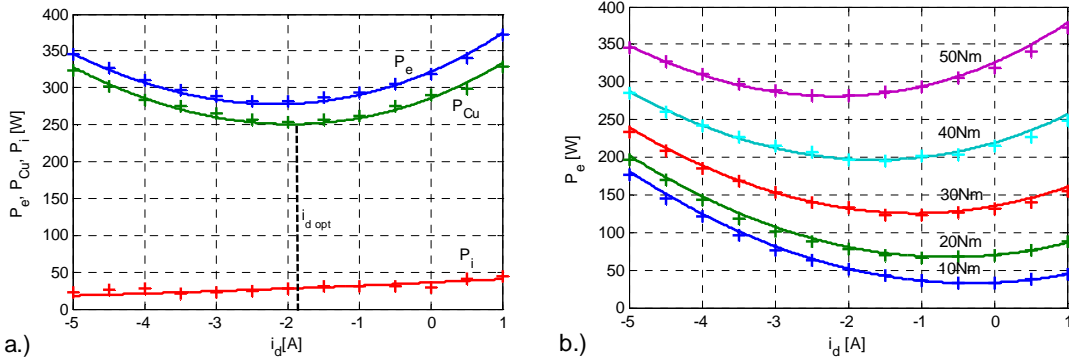 a.)
P_e, P_Cu, P_i [W]
400
350
300
250
200
150
100
50
0
P_e
P_Cu
i_d opt
P_i
-5 -4 -3 -2 -1 0 1
i_d[A]
b.)
P_e [W]
400
350
300
250
200
150
100
50
0
50Nm
40Nm
30Nm
20Nm
10Nm
-5 -4 -3 -2 -1 0 1
i_d [A]